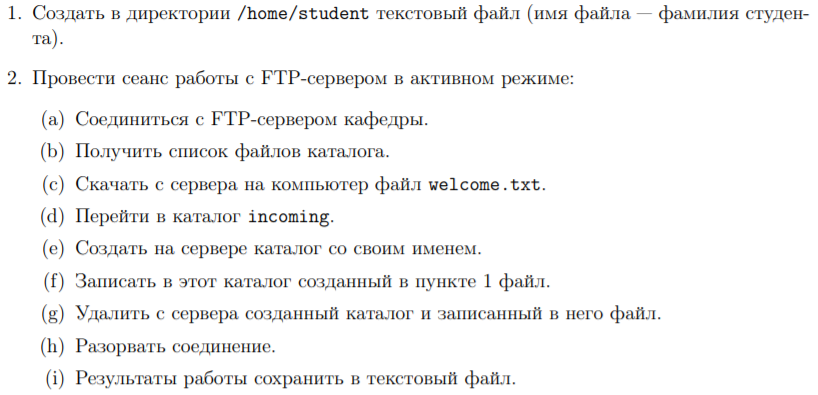 1. Создать в директории /home/student текстовый файл (имя файла — фамилия студен-
та).
2. Провести сеанс работы с FTP-сервером в активном режиме:
(a) Соединиться с FTP-сервером кафедры.
(b) Получить список файлов каталога.
(c) Скачать с сервера на компьютер файл welcome.txt.
(d) Перейти в каталог incoming.
(e) Создать на сервере каталог со своим именем.
(f) Записать в этот каталог созданный в пункте 1 файл.
(g) Удалить с сервера созданный каталог и записанный в него файл.
(h) Разорвать соединение.
(i) Результаты работы сохранить в текстовый файл.